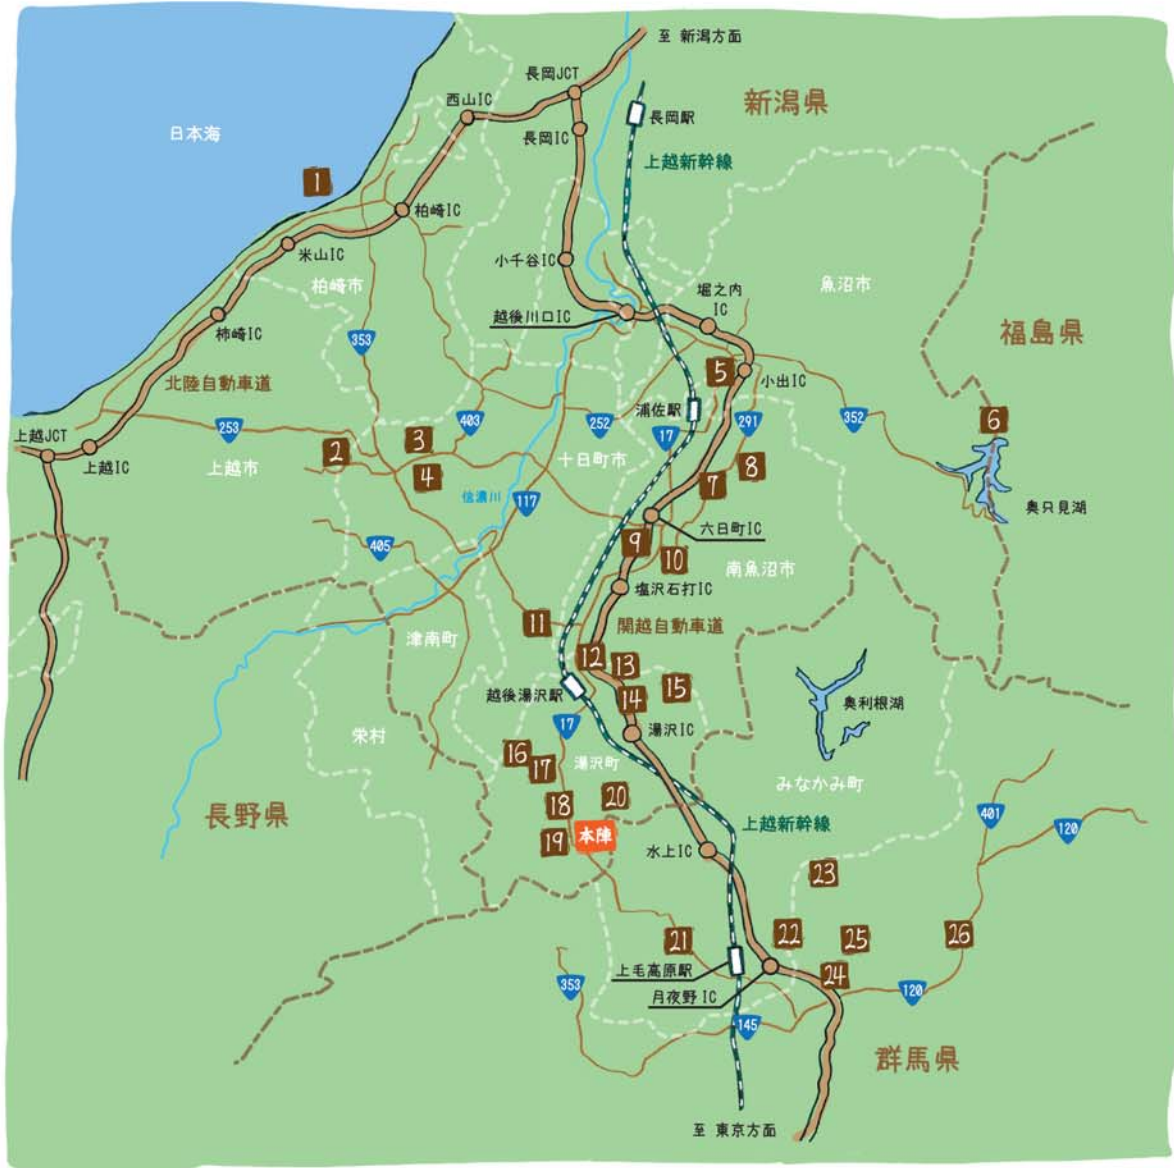 至 新潟方面
長岡JCT
西山IC
新潟県
長岡駅
日本海
長岡IC
上越新幹線
1
柏崎IC
米山IC
小千谷IC
柏崎市
堀之内
IC
魚沼市
越後川口IC
柿崎IC
福島県
353
5
小出IC
北陸自動車道
浦佐駅
6
403
252
17
291
352
253
上越JCT
上越IC
上越市
2
3
4
十日町市
7
8
信濃川
117
奥只見湖
六日町IC
405
9
10
南魚沼市
塩沢石打IC
11
関越自動車道
津南町
12
13
14
15
越後湯沢駅
奥利根湖
17
湯沢IC
栄村
16
17
湯沢町
みなかみ町
長野県
18
20
上越新幹線
401
120
19
本陣
水上IC
23
21
22
25
26
上毛高原駅
24
353
月夜野IC
120
145
群馬県
至 東京方面